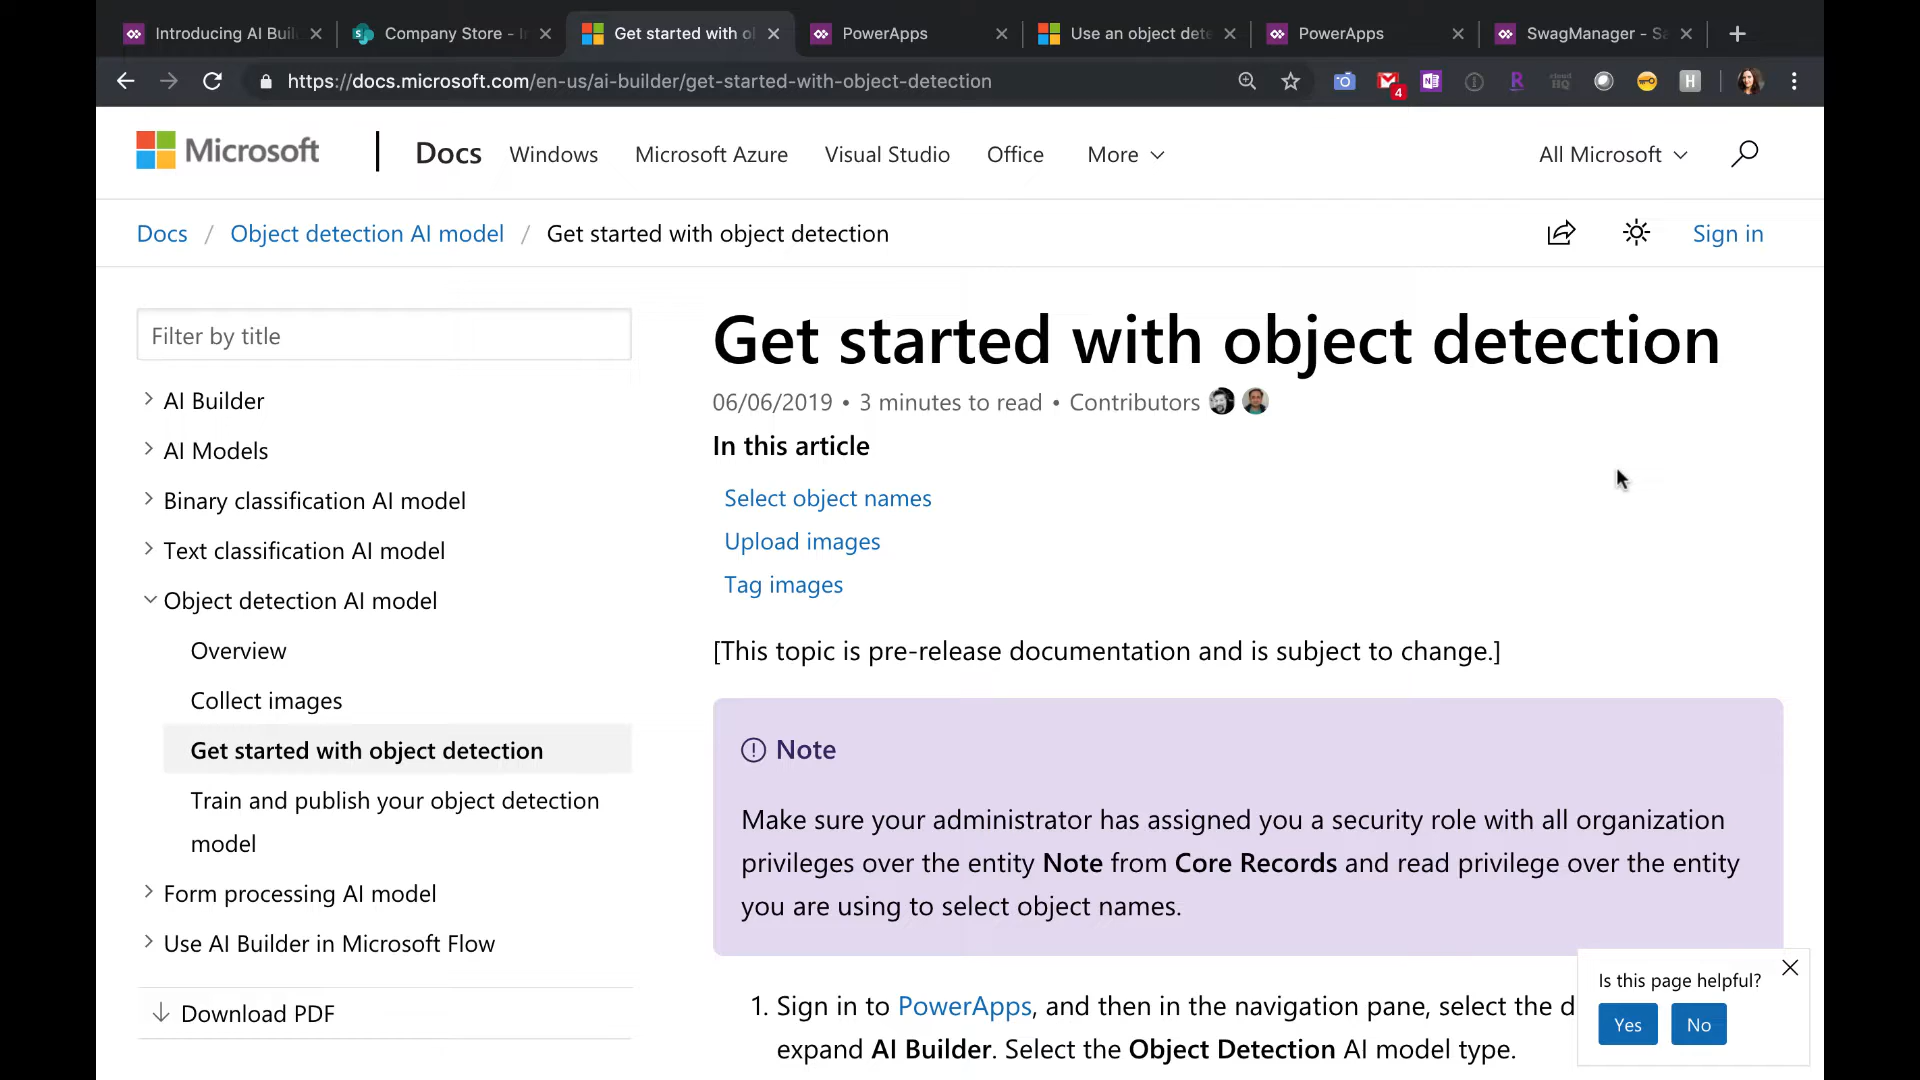 Introducing AI Buil
Company Store - I
Get started with ol
PowerApps
Use an object dete
PowerApps
SwagManager - Sa
https://docs.microsoft.com/en-us/ai-builder/get-started-with-object-detection
4
N
R
cloud
HQ
H
Microsoft
Docs
Windows
Microsoft Azure
Visual Studio
Office
More
All Microsoft
Docs / Object detection AI model / Get started with object detection
Sign in
Filter by title
AI Builder
AI Models
Binary classification AI model
Text classification AI model
Object detection AI model
Overview
Collect images
Get started with object detection
Train and publish your object detection
model
Form processing AI model
Use AI Builder in Microsoft Flow
Download PDF
Get started with object detection
06/06/2019 • 3 minutes to read • Contributors
In this article
Select object names
Upload images
Tag images
[This topic is pre-release documentation and is subject to change.]
Note
Make sure your administrator has assigned you a security role with all organization
privileges over the entity Note from Core Records and read privilege over the entity
you are using to select object names.
1. Sign in to PowerApps, and then in the navigation pane, select the d
expand AI Builder. Select the Object Detection AI model type.
Is this page helpful?
Yes
No